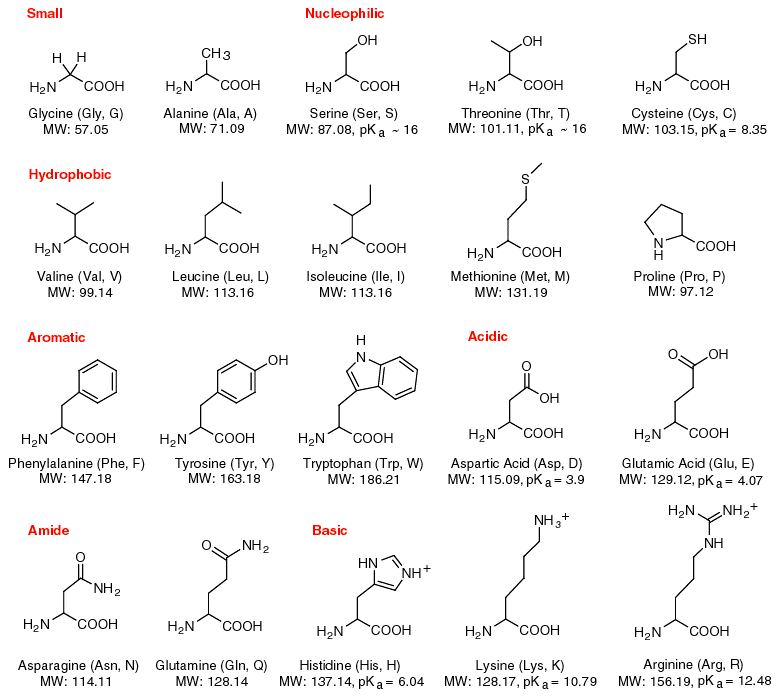 Small
Nucleophilic
H H
H₂N COOH
CH3
H₂N COOH
OH
H₂N COOH
OH
H₂N COOH
SH
H₂N COOH
Glycine (Gly, G)
MW: 57.05
Alanine (Ala, A)
MW: 71.09
Serine (Ser, S)
MW: 87.08, pKa ~ 16
Threonine (Thr, T)
MW: 101.11, pKa ~ 16
Cysteine (Cys, C)
MW: 103.15, pKa = 8.35
Hydrophobic
H₂N COOH
H₂N COOH
H₂N COOH
S
H₂N COOH
N
H
COOH
Valine (Val, V)
MW: 99.14
Leucine (Leu, L)
MW: 113.16
Isoleucine (Ile, I)
MW: 113.16
Methionine (Met, M)
MW: 131.19
Proline (Pro, P)
MW: 97.12
Aromatic
Acidic
H₂N COOH
OH
H₂N COOH
H
N
H₂N COOH
O
OH
H₂N COOH
O OH
H₂N COOH
Phenylalanine (Phe, F)
MW: 147.18
Tyrosine (Tyr, Y)
MW: 163.18
Tryptophan (Trp, W)
MW: 186.21
Aspartic Acid (Asp, D)
MW: 115.09, pKa = 3.9
Glutamic Acid (Glu, E)
MW: 129.12, pKa = 4.07
Amide
Basic
O
NH₂
H₂N COOH
O NH₂
H₂N COOH
HN NH+
H₂N COOH
NH₃+
H₂N COOH
H₂N NH₂+
NH
H₂N COOH
Asparagine (Asn, N)
MW: 114.11
Glutamine (Gln, Q)
MW: 128.14
Histidine (His, H)
MW: 137.14, pKa = 6.04
Lysine (Lys, K)
MW: 128.17, pKa = 10.79
Arginine (Arg, R)
MW: 156.19, pKa = 12.48